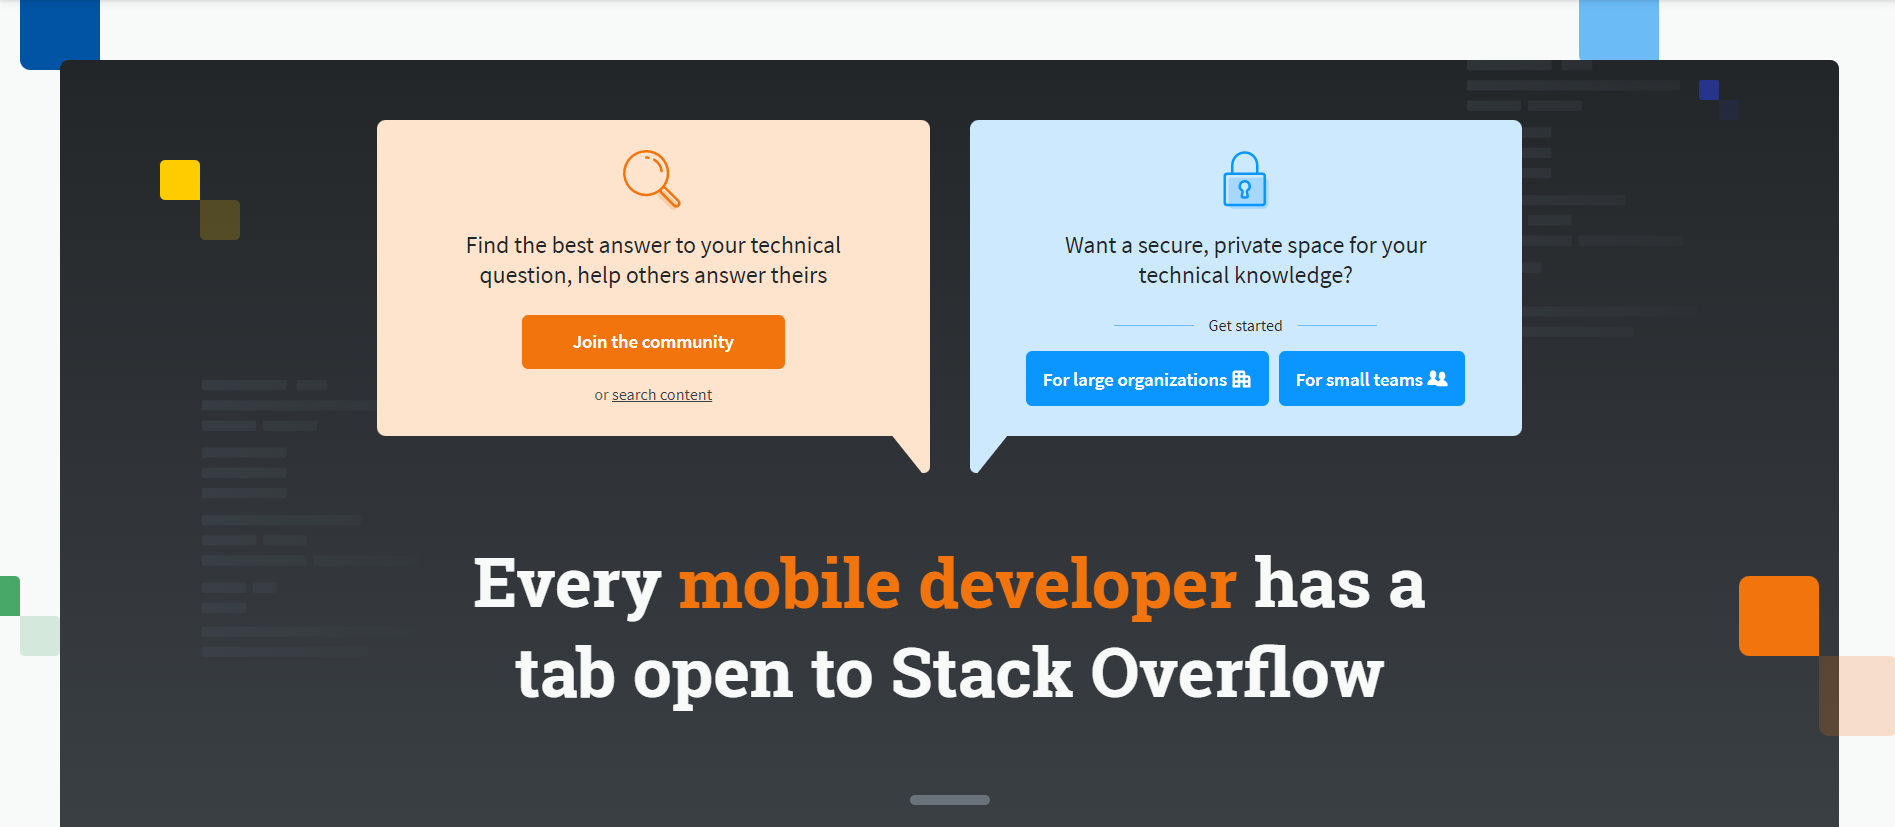 Find the best answer to your technical
question, help others answer theirs
Join the community
or search content
Want a secure, private space for your
technical knowledge?
Get started
For large organizations
For small teams
Every mobile developer has a
tab open to Stack Overflow